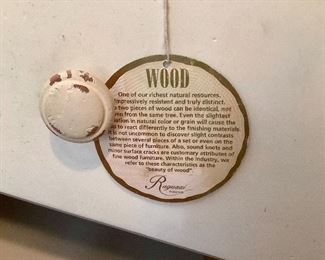 WOOD
One of our richest natural resources.
Impressively resistent and truly distinct.
two pieces of wood can be identical, not
from the same tree. Even the slightest
in natural color or grain will cause the
to react differently to the finishing materials.
It is not uncommon to discover slight contrasts
between several pieces of a set or even on the
same piece of furniture. Also, sound knots and
minor surface cracks are customary attributes of
fine wood furniture. Within the industry, we
refer to these characteristics as the
"beauty of wood".